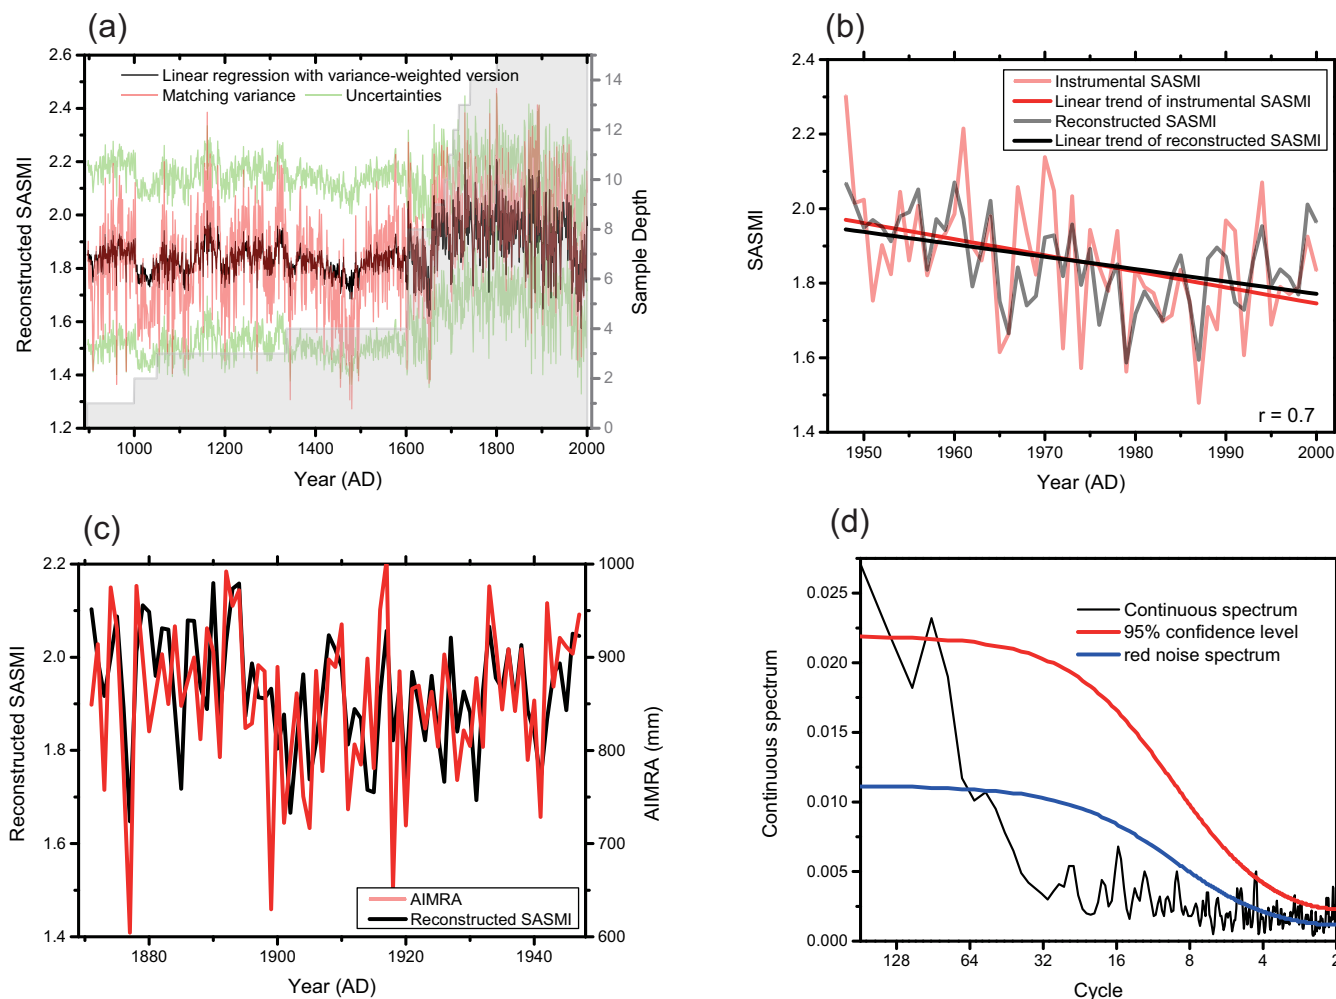 (a)
2.6
2.4
2.2
2.0
1.8
1.6
1.4
1.2
Reconstructed SASMI
Linear regression with variance-weighted version
Matching variance
Uncertainties
14
12
10
8
6
4
2
0
Sample Depth
1000 1200 1400 1600 1800 2000
Year (AD)
(b)
2.4
2.2
2.0
1.8
1.6
1.4
SASMI
Instrumental SASMI
Linear trend of instrumental SASMI
Reconstructed SASMI
Linear trend of reconstructed SASMI
r = 0.7
1950 1960 1970 1980 1990 2000
Year (AD)
(c)
2.2
2.0
1.8
1.6
1.4
Reconstructed SASMI
1000
900
800
700
600
AIMRA (mm)
AIMRA
Reconstructed SASMI
1880 1900 1920 1940
Year (AD)
(d)
0.025
0.020
0.015
0.010
0.005
0.000
Continuous spectrum
Continuous spectrum
95% confidence level
red noise spectrum
128 64 32 16 8 4 2
Cycle